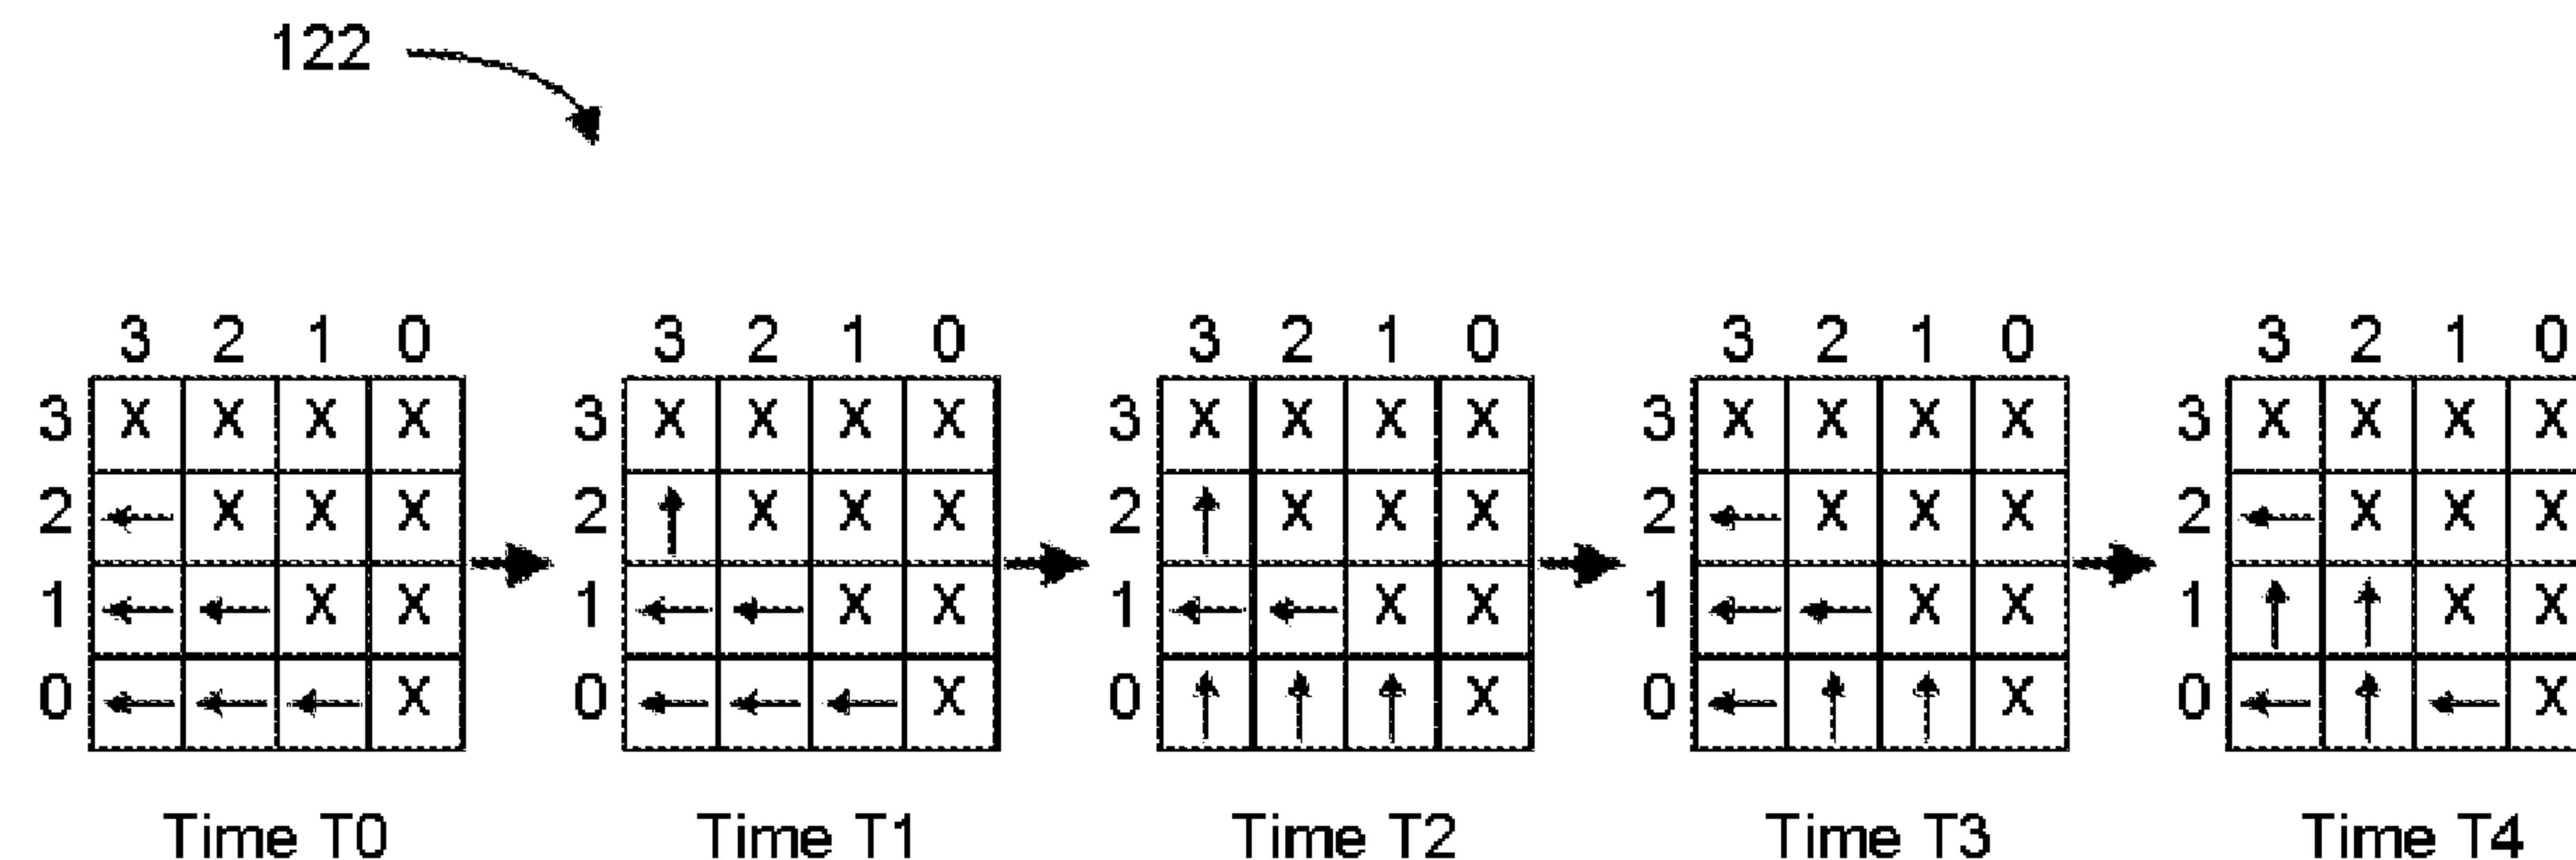 122
3 2 1 0 3 2 1 0 3 2 1 0 3 2 1 0 3 2 1 0
3 X X X X 3 X X X X 3 X X X X 3 X X X X 3 X X X X
2 ← X X X 2 ↑ X X X 2 ↑ X X X 2 ← X X X 2 ← X X X
1 ← ← X X 1 ← ← X X 1 ← ← X X 1 ← ← X X 1 ↑ ↑ X X
0 ← ← ← X 0 ← ← ← X 0 ↑ ↑ ↑ X 0 ← ↑ ↑ X 0 ← ↑ ← X
Time T0 Time T1 Time T2 Time T3 Time T4